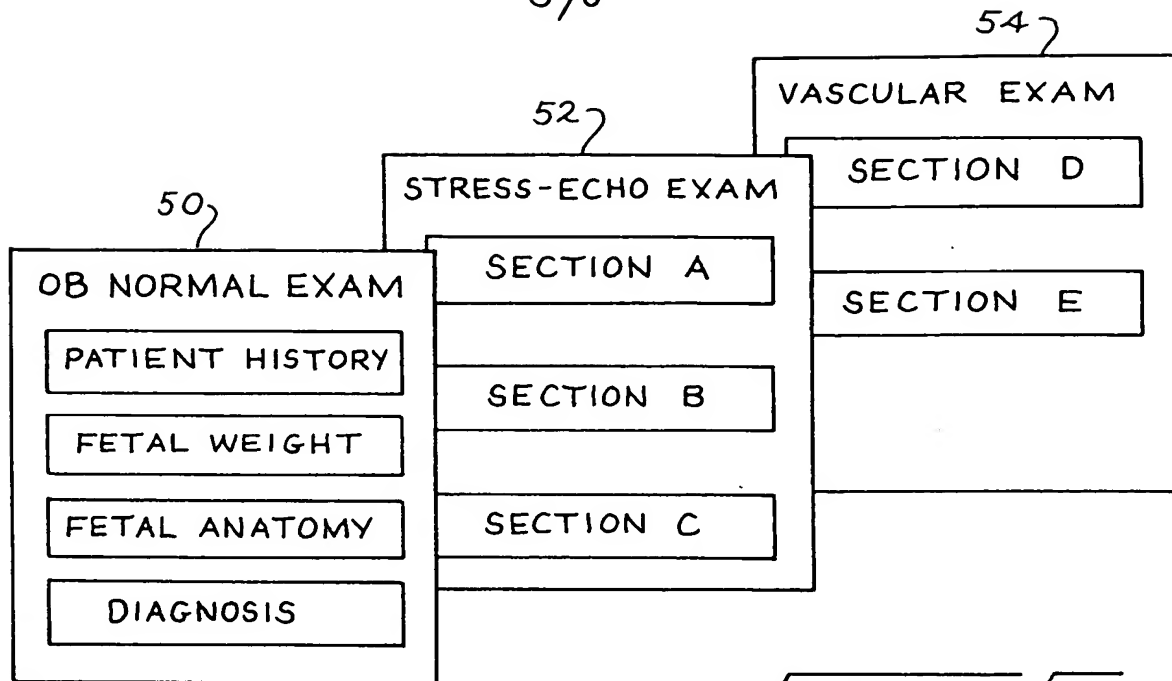 54
VASCULAR EXAM
SECTION D
SECTION E
52
STRESS-ECHO EXAM
SECTION A
SECTION B
SECTION C
50
OB NORMAL EXAM
PATIENT HISTORY
FETAL WEIGHT
FETAL ANATOMY
DIAGNOSIS